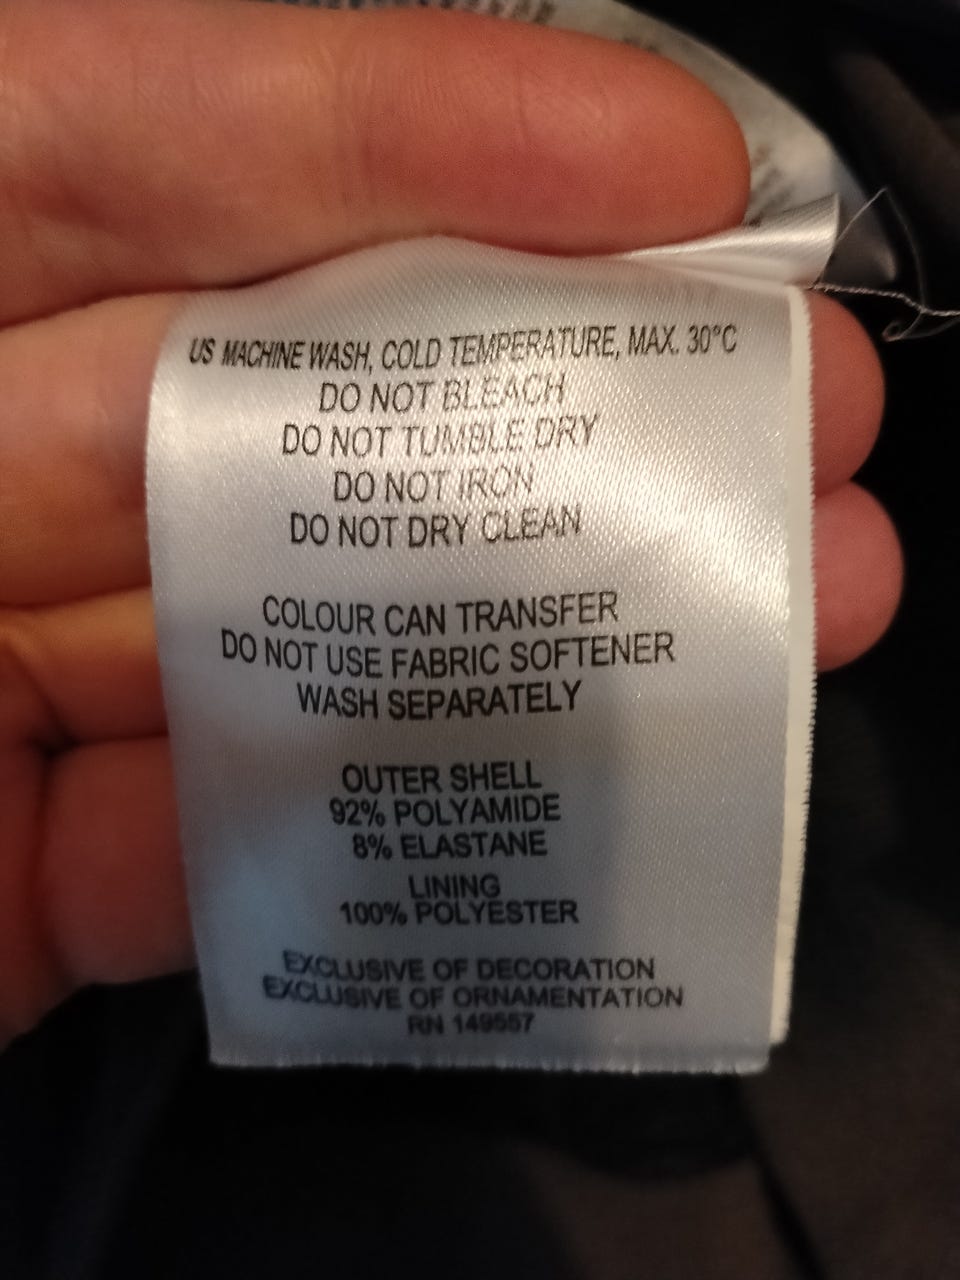 US MACHINE WASH, COLD TEMPERATURE, MAX. 30°C
DO NOT BLEACH
DO NOT TUMBLE DRY
DO NOT IRON
DO NOT DRY CLEAN
COLOUR CAN TRANSFER
DO NOT USE FABRIC SOFTENER
WASH SEPARATELY
OUTER SHELL
92% POLYAMIDE
8% ELASTANE
LINING
100% POLYESTER
EXCLUSIVE OF DECORATION
EXCLUSIVE OF ORNAMENTATION
RN 149557